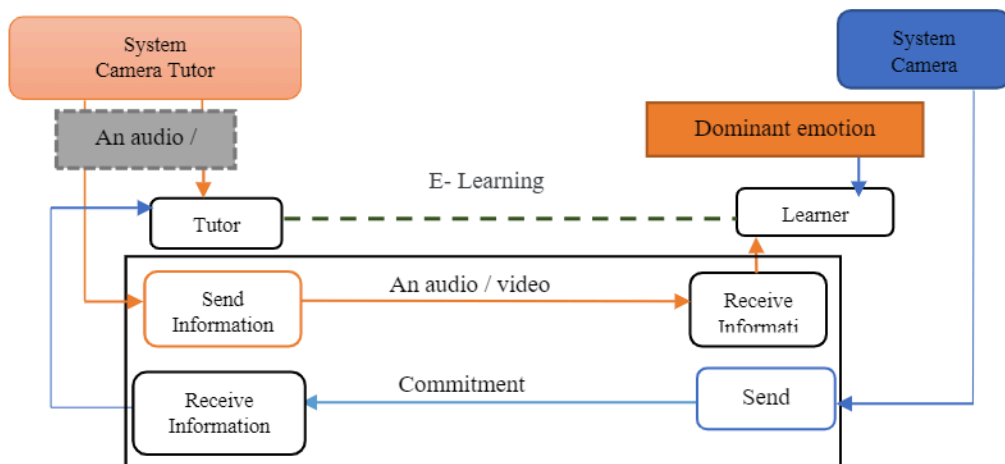 System
Camera Tutor
System
Camera
An audio /
Dominant emotion
E- Learning
Tutor
Learner
Send
Information
An audio / video
Receive
Informati
Receive
Information
Commitment
Send